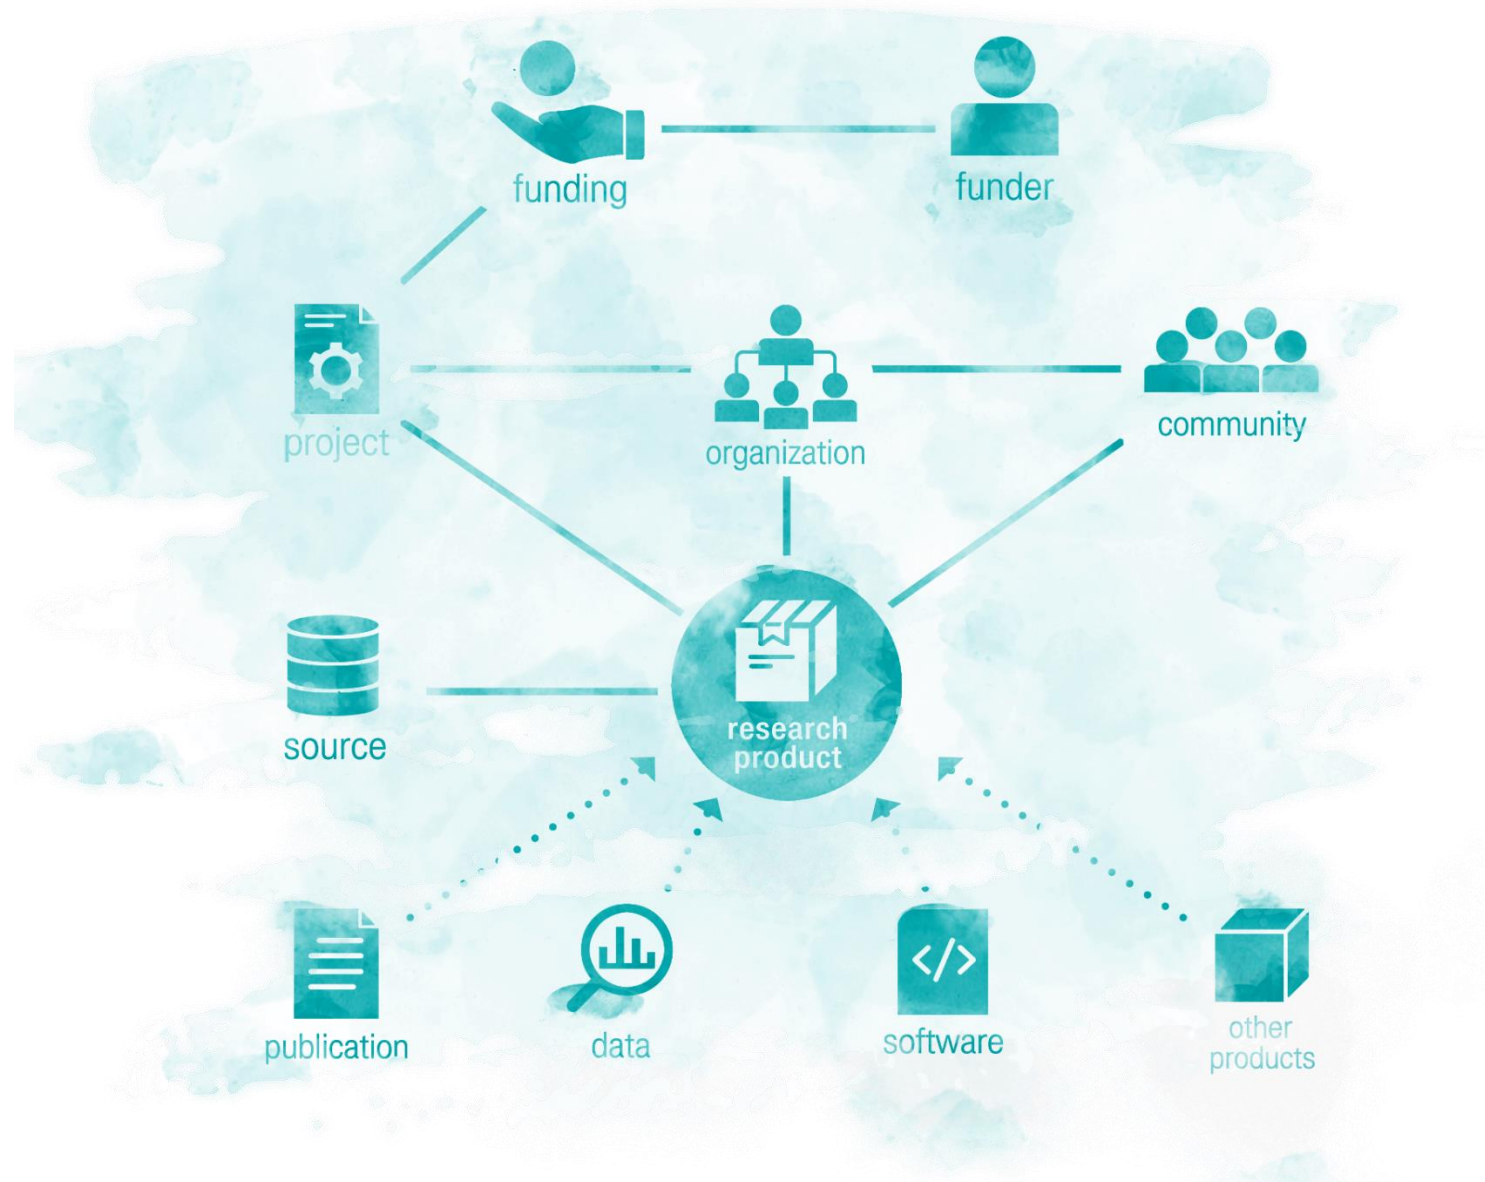 funding
funder
project
organization
community
source
research
product
publication
data
software
</>
other
products